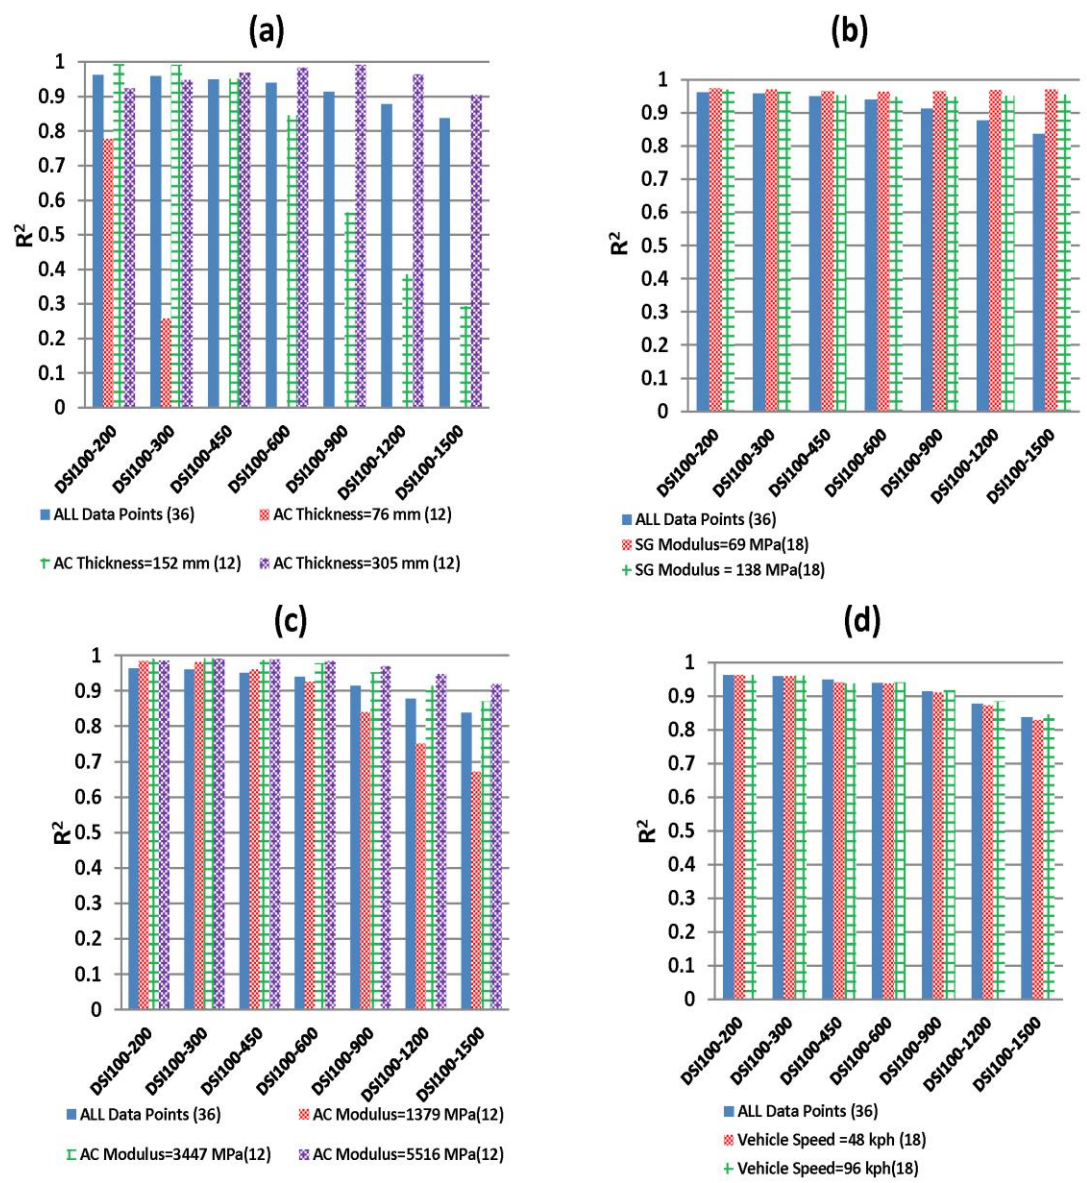 (a)
1
0.9
0.8
0.7
0.6
0.5
0.4
0.3
0.2
0.1
0
R²
DSI100-200
DSI100-300
DSI100-450
DSI100-600
DSI100-900
DSI100-1200
DSI100-1500
ALL Data Points (36)
AC Thickness=76 mm (12)
AC Thickness=152 mm (12)
AC Thickness=305 mm (12)
(b)
1
0.9
0.8
0.7
0.6
0.5
0.4
0.3
0.2
0.1
0
R²
DSI100-200
DSI100-300
DSI100-450
DSI100-600
DSI100-900
DSI100-1200
DSI100-1500
ALL Data Points (36)
SG Modulus=69 MPa(18)
SG Modulus = 138 MPa(18)
(c)
1
0.9
0.8
0.7
0.6
0.5
0.4
0.3
0.2
0.1
0
R²
DSI100-200
DSI100-300
DSI100-450
DSI100-600
DSI100-900
DSI100-1200
DSI100-1500
ALL Data Points (36)
AC Modulus=1379 MPa(12)
AC Modulus=3447 MPa(12)
AC Modulus=5516 MPa(12)
(d)
1
0.9
0.8
0.7
0.6
0.5
0.4
0.3
0.2
0.1
0
R²
DSI100-200
DSI100-300
DSI100-450
DSI100-600
DSI100-900
DSI100-1200
DSI100-1500
ALL Data Points (36)
Vehicle Speed =48 kph (18)
Vehicle Speed=96 kph(18)